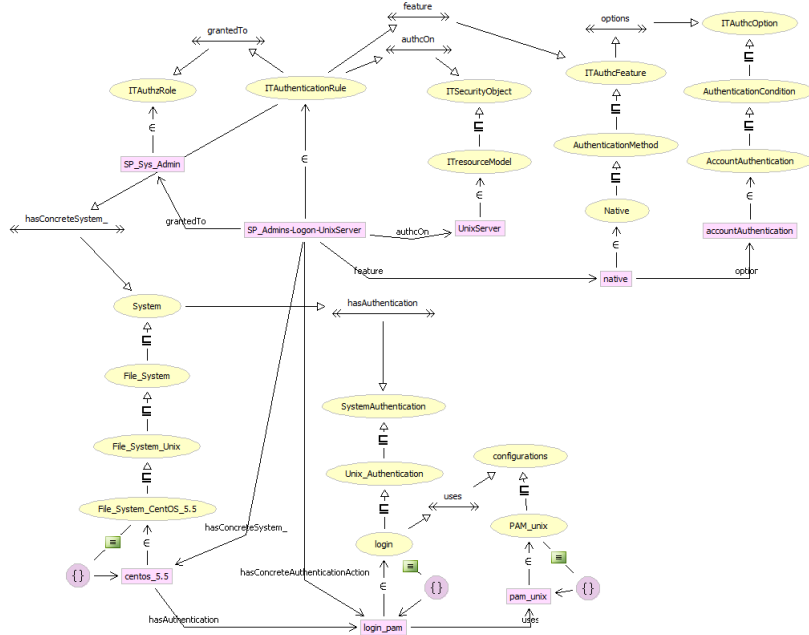 feature
options
ITAuthcOption
grantedTo
authcOn
ITAuthcFeature
⊑
ITAuthzRole
ITAuthenticationRule
ITSecurityObject
AuthenticationCondition
⊑
⊑
∈
⊑
AuthenticationMethod
SP_Sys_Admin
∈
ITresourceModel
AccountAuthentication
⊑
∈
∈
hasConcreteSystem_
grantedTo
Native
SP_Admins-Logon-UnixServer
authcOn
UnixServer
∈
accountAuthentication
feature
native
option
System
hasAuthentication
⊑
File_System
SystemAuthentication
⊑
⊑
File_System_Unix
configurations
Unix_Authentication
⊑
⊑
uses
⊑
File_System_CentOS_5.5
PAM_unix
hasConcreteSystem_
login
≡
∈
≡
∈
≡
{}
centos_5.5
hasConcreteAuthenticationAction
∈
{}
pam_unix
{}
hasAuthentication
login_pam
uses